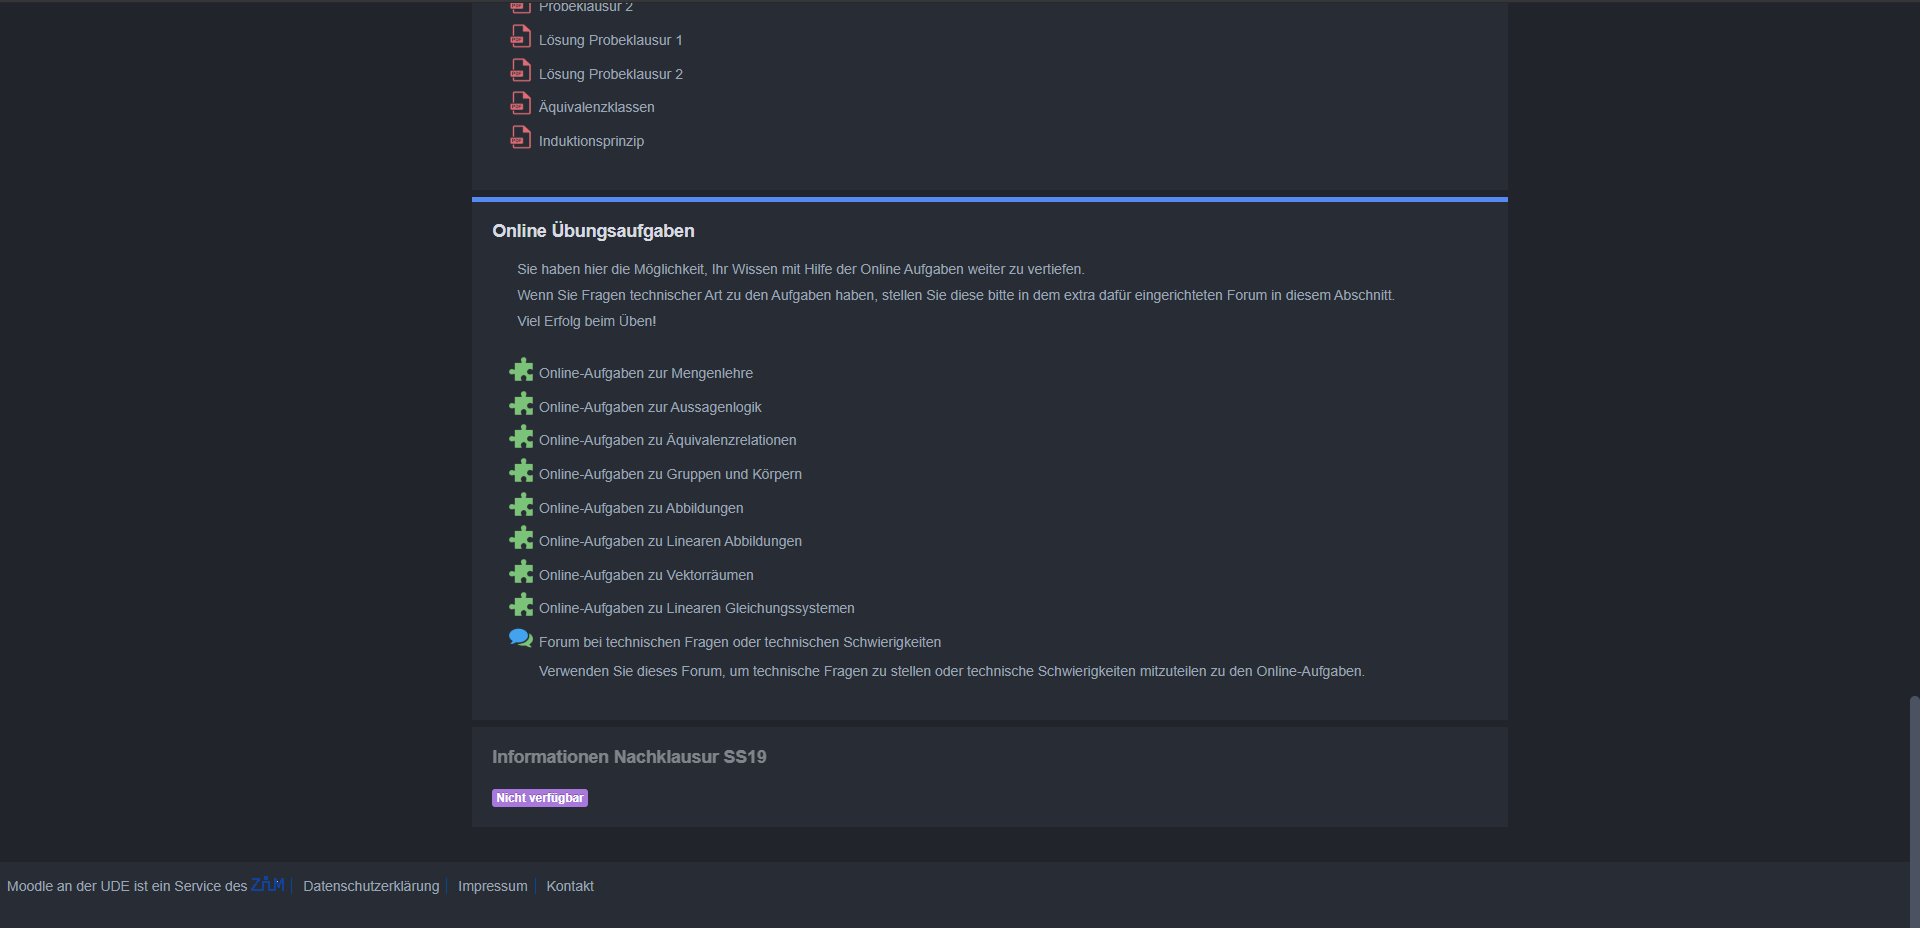 Probeklausur 2
Lösung Probeklausur 1
Lösung Probeklausur 2
Äquivalenzklassen
Induktionsprinzip
Online Übungsaufgaben
Sie haben hier die Möglichkeit, Ihr Wissen mit Hilfe der Online Aufgaben weiter zu vertiefen.
Wenn Sie Fragen technischer Art zu den Aufgaben haben, stellen Sie diese bitte in dem extra dafür eingerichteten Forum in diesem Abschnitt.
Viel Erfolg beim Üben!
Online-Aufgaben zur Mengenlehre
Online-Aufgaben zur Aussagenlogik
Online-Aufgaben zu Äquivalenzrelationen
Online-Aufgaben zu Gruppen und Körpern
Online-Aufgaben zu Abbildungen
Online-Aufgaben zu Linearen Abbildungen
Online-Aufgaben zu Vektorräumen
Online-Aufgaben zu Linearen Gleichungssystemen
Forum bei technischen Fragen oder technischen Schwierigkeiten
Verwenden Sie dieses Forum, um technische Fragen zu stellen oder technische Schwierigkeiten mitzuteilen zu den Online-Aufgaben.
Informationen Nachklausur SS19
Nicht verfügbar
Moodle an der UDE ist ein Service des ZIM Datenschutzerklärung Impressum Kontakt